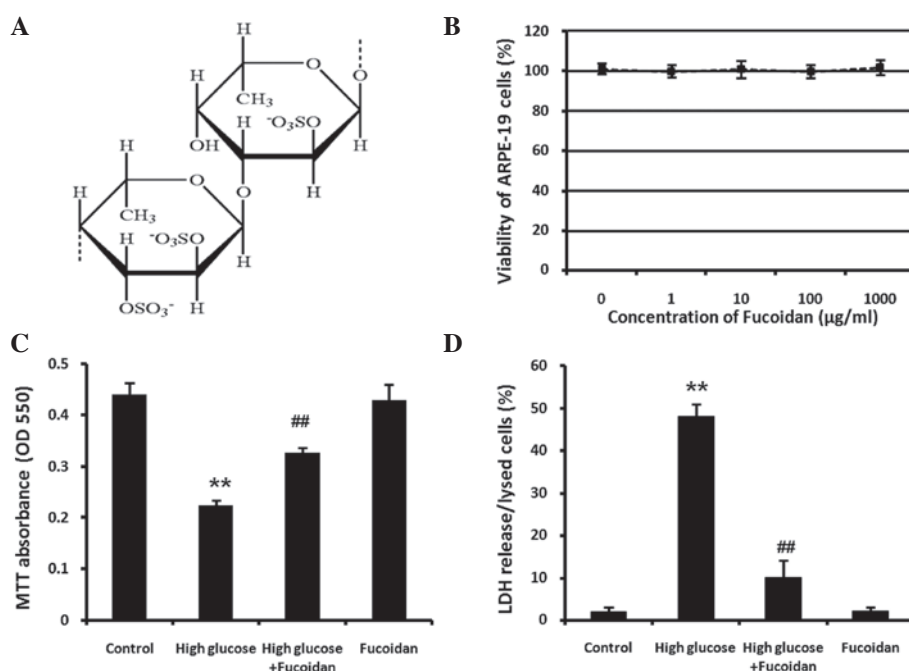 A
H
O
O
CH₃
H
H
⁻O₃SO
OH
H
H
H
O
H
O
CH₃
H
⁻O₃SO
H
OSO₃⁻
H
B
Viability of ARPE-19 cells (%)
120
100
80
60
40
20
0
0 1 10 100 1000
Concentration of Fucoidan (µg/ml)
C
MTT absorbance (OD 550)
0.5
0.4
0.3
0.2
0.1
0
**
##
Control High glucose High glucose Fucoidan
+Fucoidan
D
LDH release/lysed cells (%)
60
50
40
30
20
10
0
**
##
Control High glucose High glucose Fucoidan
+Fucoidan